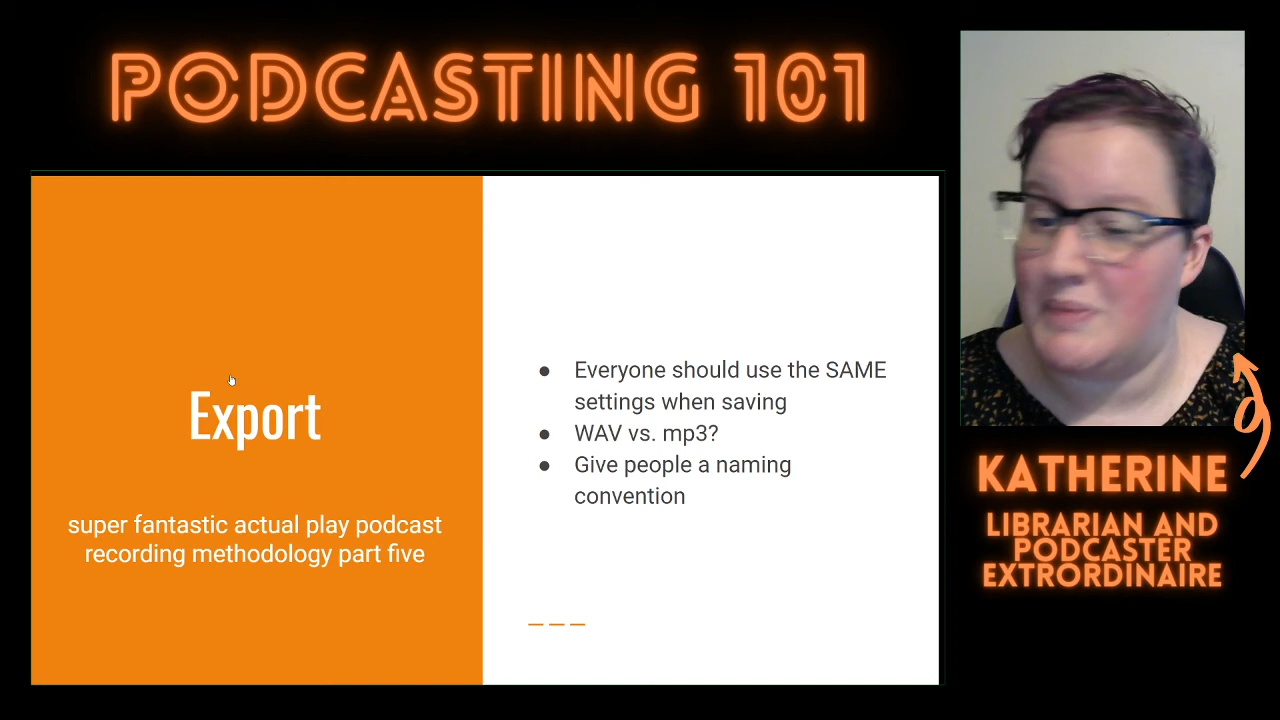 PODCASTING 101
Export
super fantastic actual play podcast
recording methodology part five
● Everyone should use the SAME
settings when saving
● WAV vs. mp3?
● Give people a naming
convention
KATHERINE
LIBRARIAN AND
PODCASTER
EXTRORDINAIRE